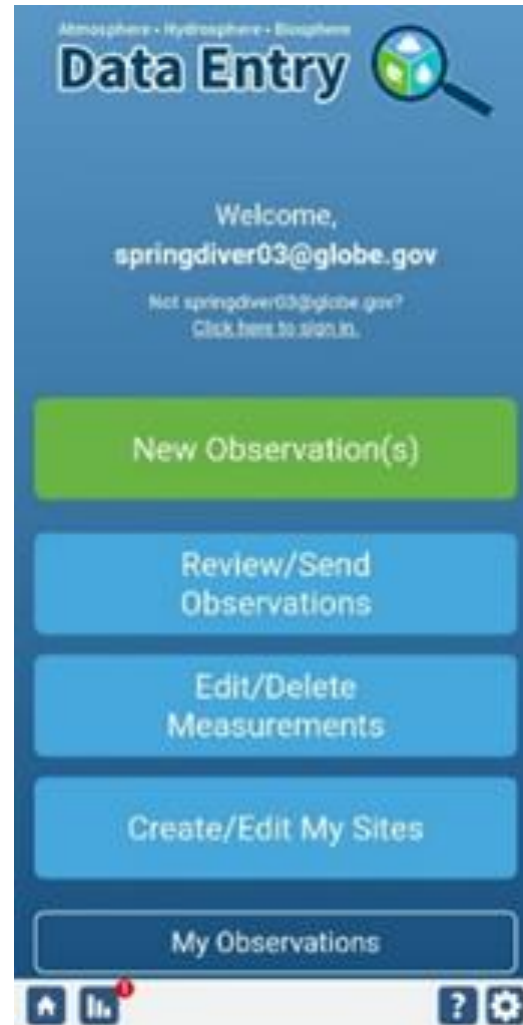 Atmosphere • Hydrosphere • Biosphere
Data Entry
Welcome,
springdiver03@globe.gov
Not springdiver03@globe.gov?
Click here to sign in.
New Observation(s)
Review/Send
Observations
Edit/Delete
Measurements
Create/Edit My Sites
My Observations
?